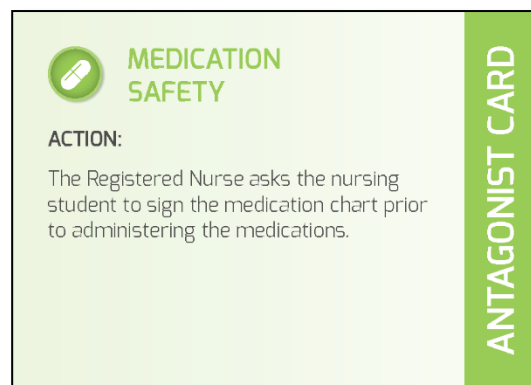 MEDICATION
SAFETY
ACTION:
The Registered Nurse asks the nursing
student to sign the medication chart prior
to administering the medications.
ANTAGONIST CARD